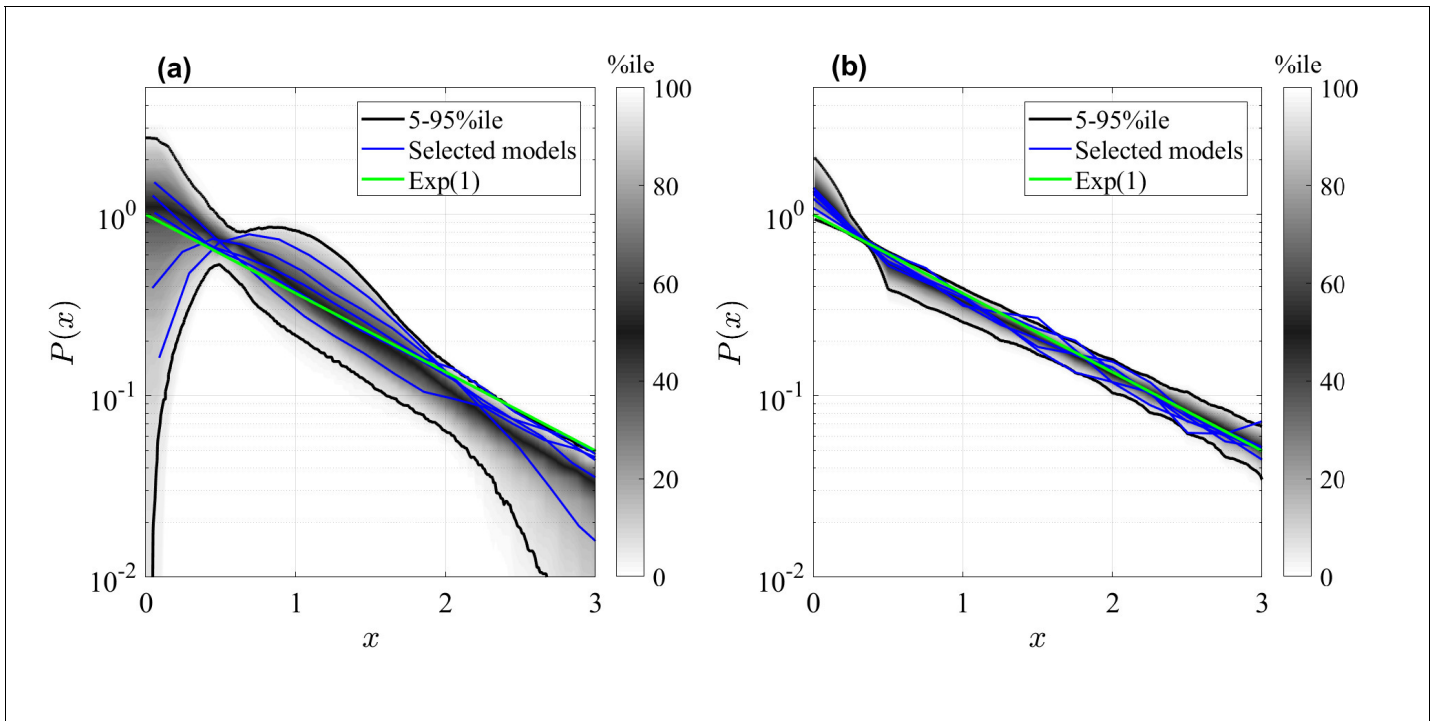 (a)
%ile
5-95%ile
Selected models
Exp(1)
P(x)
10^0
10^-1
10^-2
0 1 2 3
x
100
80
60
40
20
0
(b)
%ile
5-95%ile
Selected models
Exp(1)
P(x)
10^0
10^-1
10^-2
0 1 2 3
x
100
80
60
40
20
0